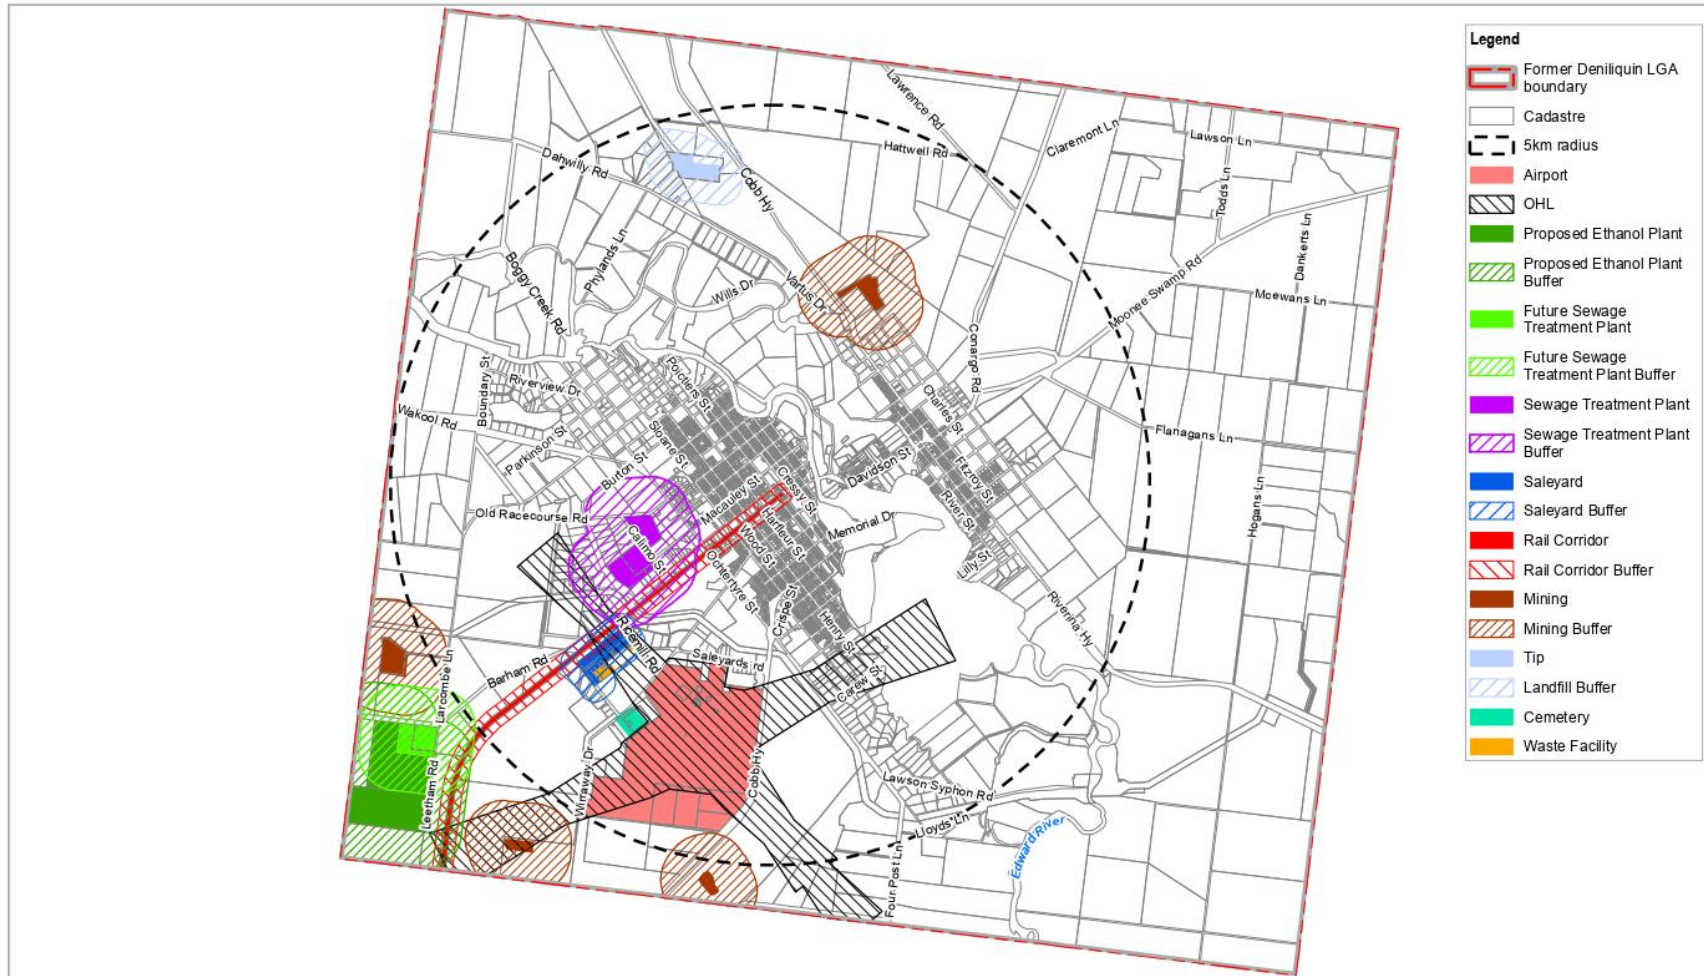 Legend
Former Deniliquin LGA
boundary
Cadastre
5km radius
Airport
OHL
Proposed Ethanol Plant
Proposed Ethanol Plant
Buffer
Future Sewage
Treatment Plant
Future Sewage
Treatment Plant Buffer
Sewage Treatment Plant
Sewage Treatment Plant
Buffer
Saleyard
Saleyard Buffer
Rail Corridor
Rail Corridor Buffer
Mining
Mining Buffer
Tip
Landfill Buffer
Cemetery
Waste Facility
Lawrence Rd
Hattwell Rd
Claremont Ln
Lawson Ln
Dahwilly Rd
Cobb Hy
Todds Ln
Dankerts Ln
Boggy Creek Rd
Phylands Ln
Wills Dr
Vartus Dr
Moonee Swamp Rd
Mcewans Ln
Conargo Rd
Boundary St
Riverview Dr
Poictiers St
Charles St
Wakool Rd
Parkinson St
Sloane St
Flanagans Ln
Burton St
Davidson St
Fitzroy St
Macauley St
Cressy St
River St
Hogans Ln
Old Racecourse Rd
Calimo St
Harfleur St
Wood St
Memorial Dr
Ochtertyre St
Lilly St
Crispe St
Henry St
Riverina Hy
Ricemill Rd
Saleyards rd
Barham Rd
Larcombe Ln
Carew St
Wirraway Dr
Cobb Hy
Leetham Rd
Lawson Syphon Rd
Lloyds Ln
Edward River
Four Post Ln